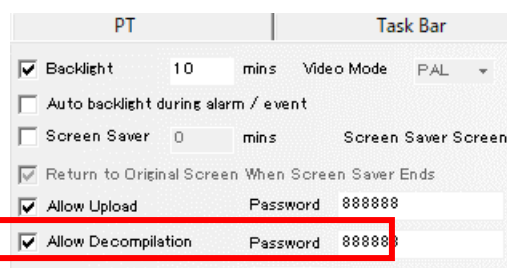 PT Task Bar
Backlight 10 mins Video Mode PAL
Auto backlight during alarm / event
Screen Saver 0 mins Screen Saver Screen
Return to Original Screen When Screen Saver Ends
Allow Upload Password 888888
Allow Decompilation Password 888888